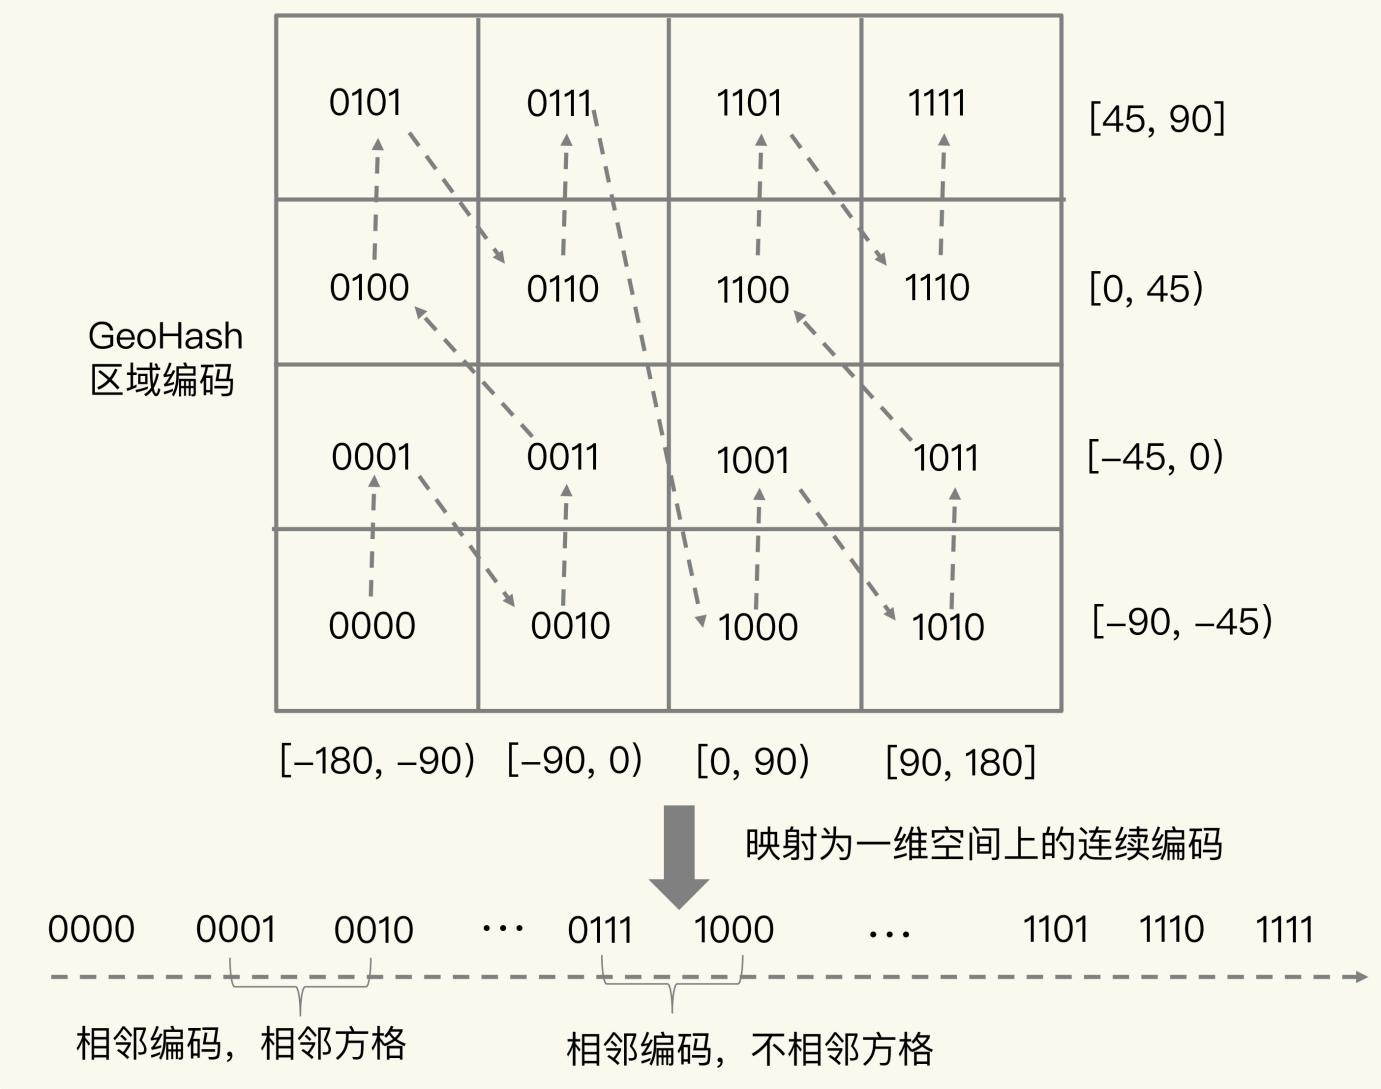 0101 0111 1101 1111 [45, 90]
0100 0110 1100 1110 [0, 45)
GeoHash
区域编码
0001 0011 1001 1011 [–45, 0)
0000 0010 1000 1010 [–90, –45)
[–180, –90) [–90, 0) [0, 90) [90, 180]
映射为一维空间上的连续编码
0000 0001 0010 ... 0111 1000 ... 1101 1110 1111
相邻编码，相邻方格 相邻编码，不相邻方格